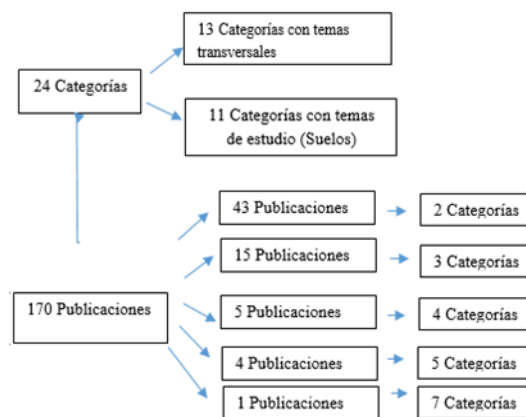 13 Categorías con temas
transversales
24 Categorías
11 Categorías con temas
de estudio (Suelos)
43 Publicaciones
2 Categorías
15 Publicaciones
3 Categorías
170 Publicaciones
5 Publicaciones
4 Categorías
4 Publicaciones
5 Categorías
1 Publicaciones
7 Categorías